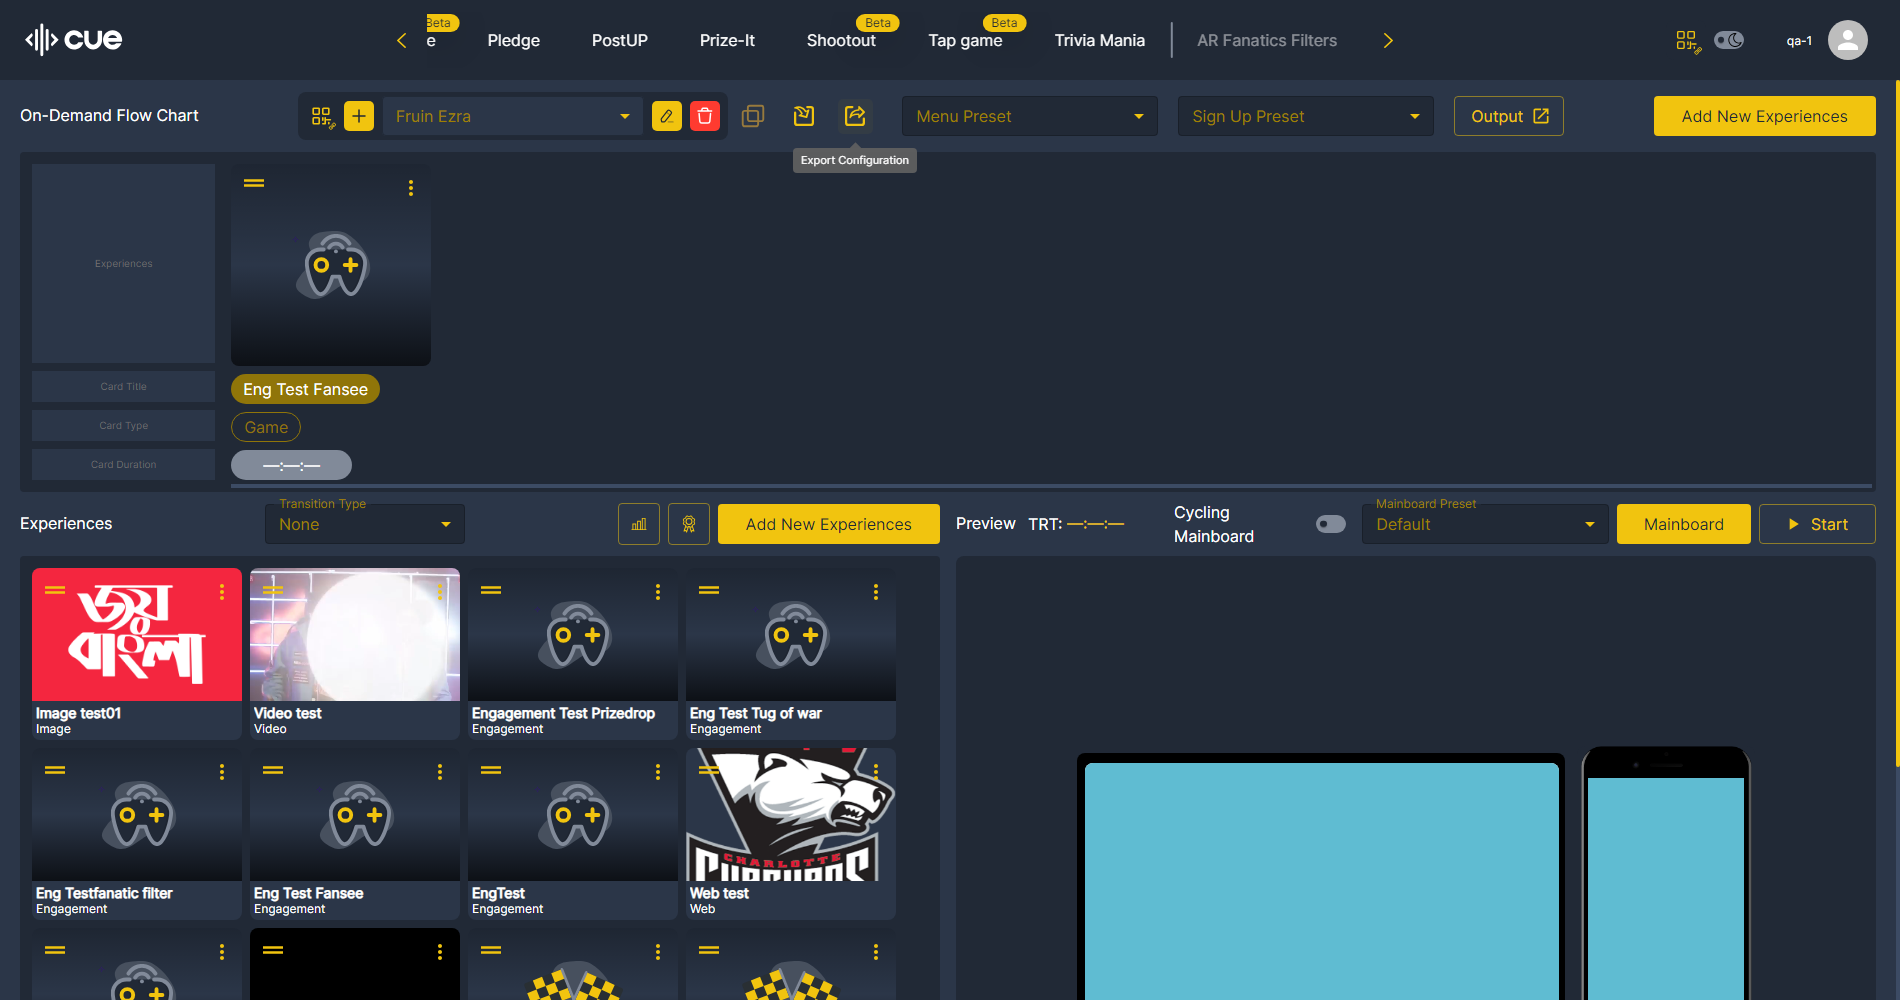 cue
e
Beta
Pledge
PostUP
Prize-It
Shootout
Beta
Tap game
Beta
Trivia Mania
AR Fanatics Filters
qa-1
On-Demand Flow Chart
Fruin Ezra
Menu Preset
Sign Up Preset
Output
Add New Experiences
Export Configuration
Experiences
Card Title
Card Type
Card Duration
Eng Test Fansee
Game
—:—:—
Experiences
Transition Type
None
Add New Experiences
Preview
TRT: —:—:—
Cycling
Mainboard
Mainboard Preset
Default
Mainboard
Start
জয়
বাংলা
Image test01
Image
Video test
Video
Engagement Test Prizedrop
Engagement
Eng Test Tug of war
Engagement
Eng Testfanatic filter
Engagement
Eng Test Fansee
Engagement
EngTest
Engagement
CHARLOTTE
Web test
Web